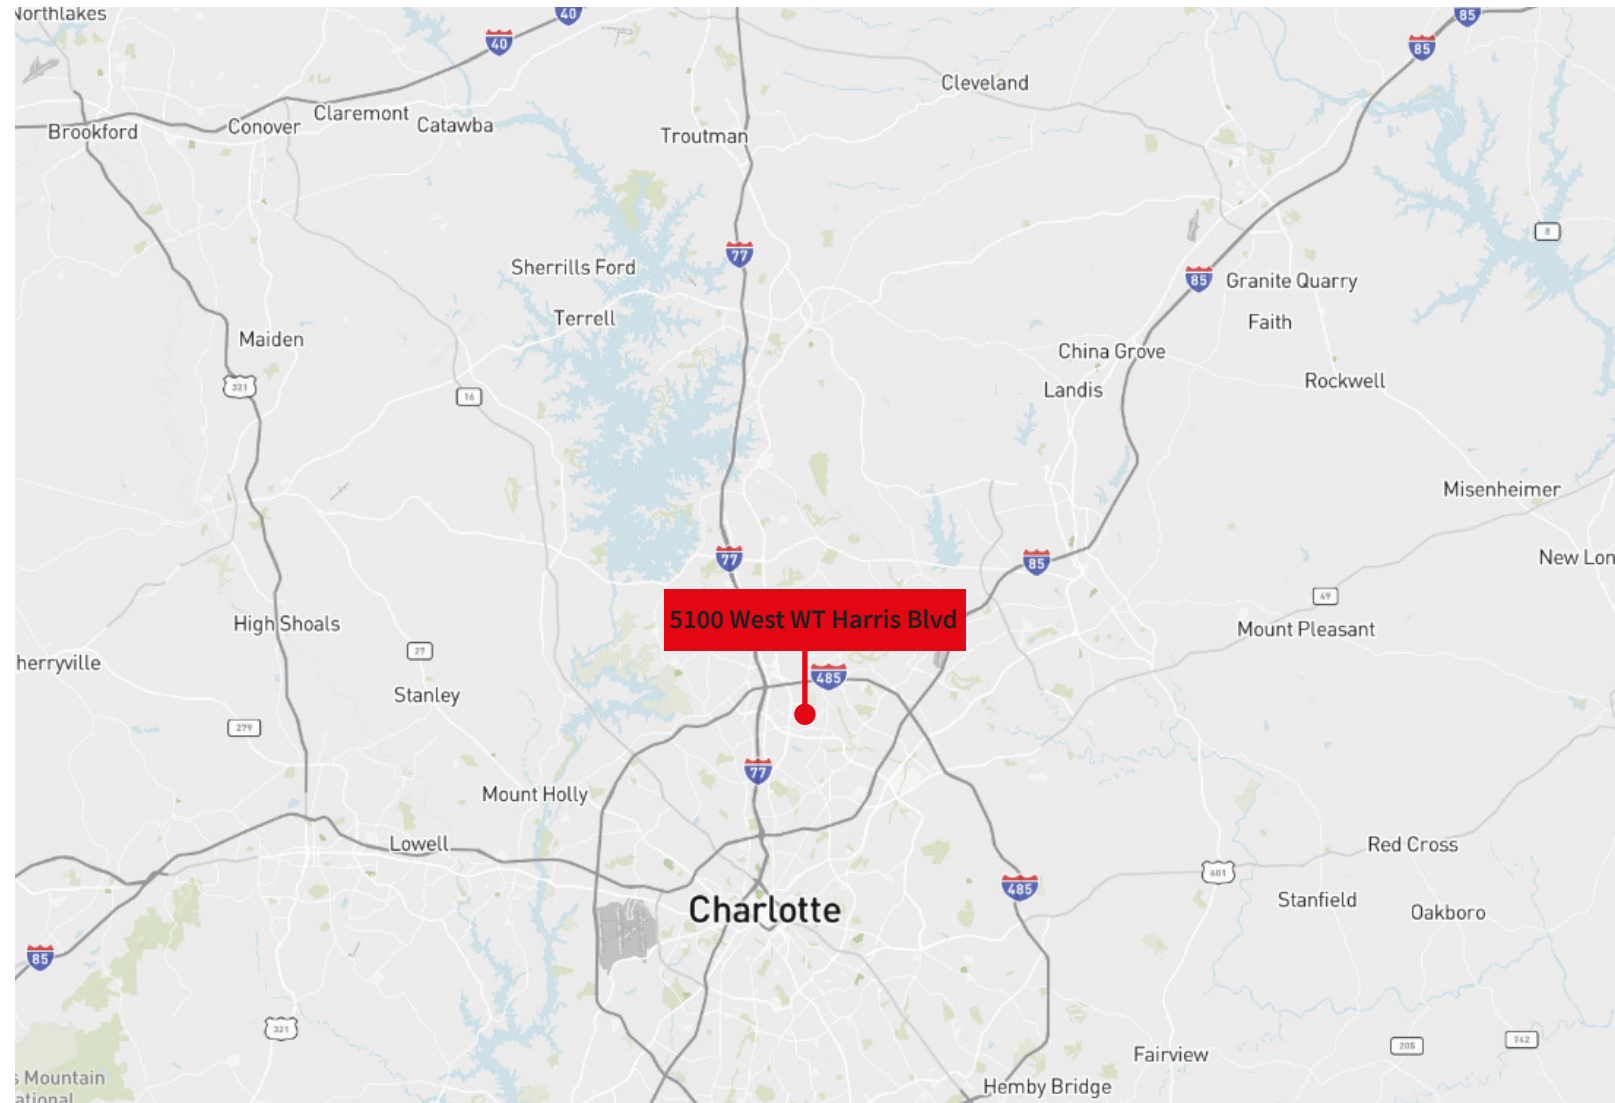 Northlakes
40
40
85
85
Cleveland
Claremont
Catawba
Conover
Brookford
Troutman
8
77
Sherrills Ford
85
Granite Quarry
Terrell
Faith
Maiden
China Grove
321
16
Landis
Rockwell
Misenheimer
77
85
New Lon
49
5100 West WT Harris Blvd
High Shoals
Mount Pleasant
27
herryville
485
Stanley
279
77
Mount Holly
Lowell
Red Cross
601
485
Stanfield
Charlotte
Oakboro
85
321
205
742
Fairview
s Mountain
ational
Hemby Bridge